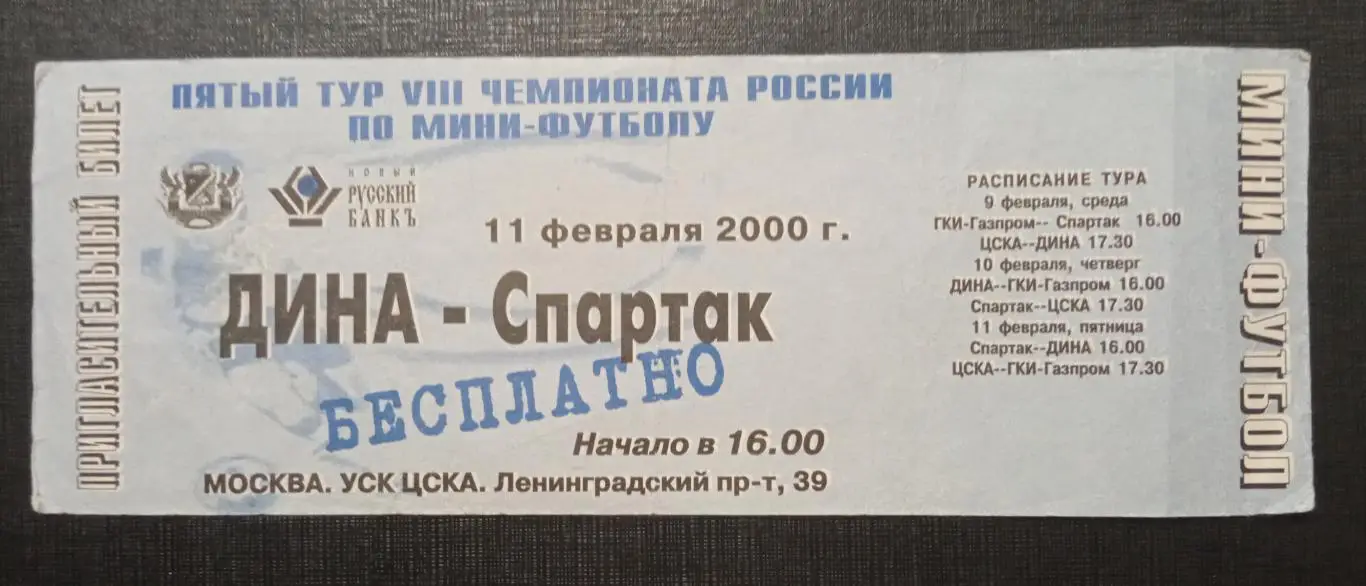 ПРИГЛАСИТЕЛЬНЫЙ БИЛЕТ
ПЯТЫЙ ТУР VIII ЧЕМПИОНАТА РОССИИ
ПО МИНИ-ФУТБОЛУ
НОВЫЙ
РУССКИЙ
БАНКЪ
11 февраля 2000 г.
ДИНА - Спартак
БЕСПЛАТНО
Начало в 16.00
МОСКВА. УСК ЦСКА. Ленинградский пр-т, 39
РАСПИСАНИЕ ТУРА
9 февраля, среда
ГКИ-Газпром-- Спартак 16.00
ЦСКА--ДИНА 17.30
10 февраля, четверг
ДИНА--ГКИ-Газпром 16.00
Спартак--ЦСКА 17.30
11 февраля, пятница
Спартак--ДИНА 16.00
ЦСКА--ГКИ-Газпром 17.30
МИНИ-ФУТБОЛ